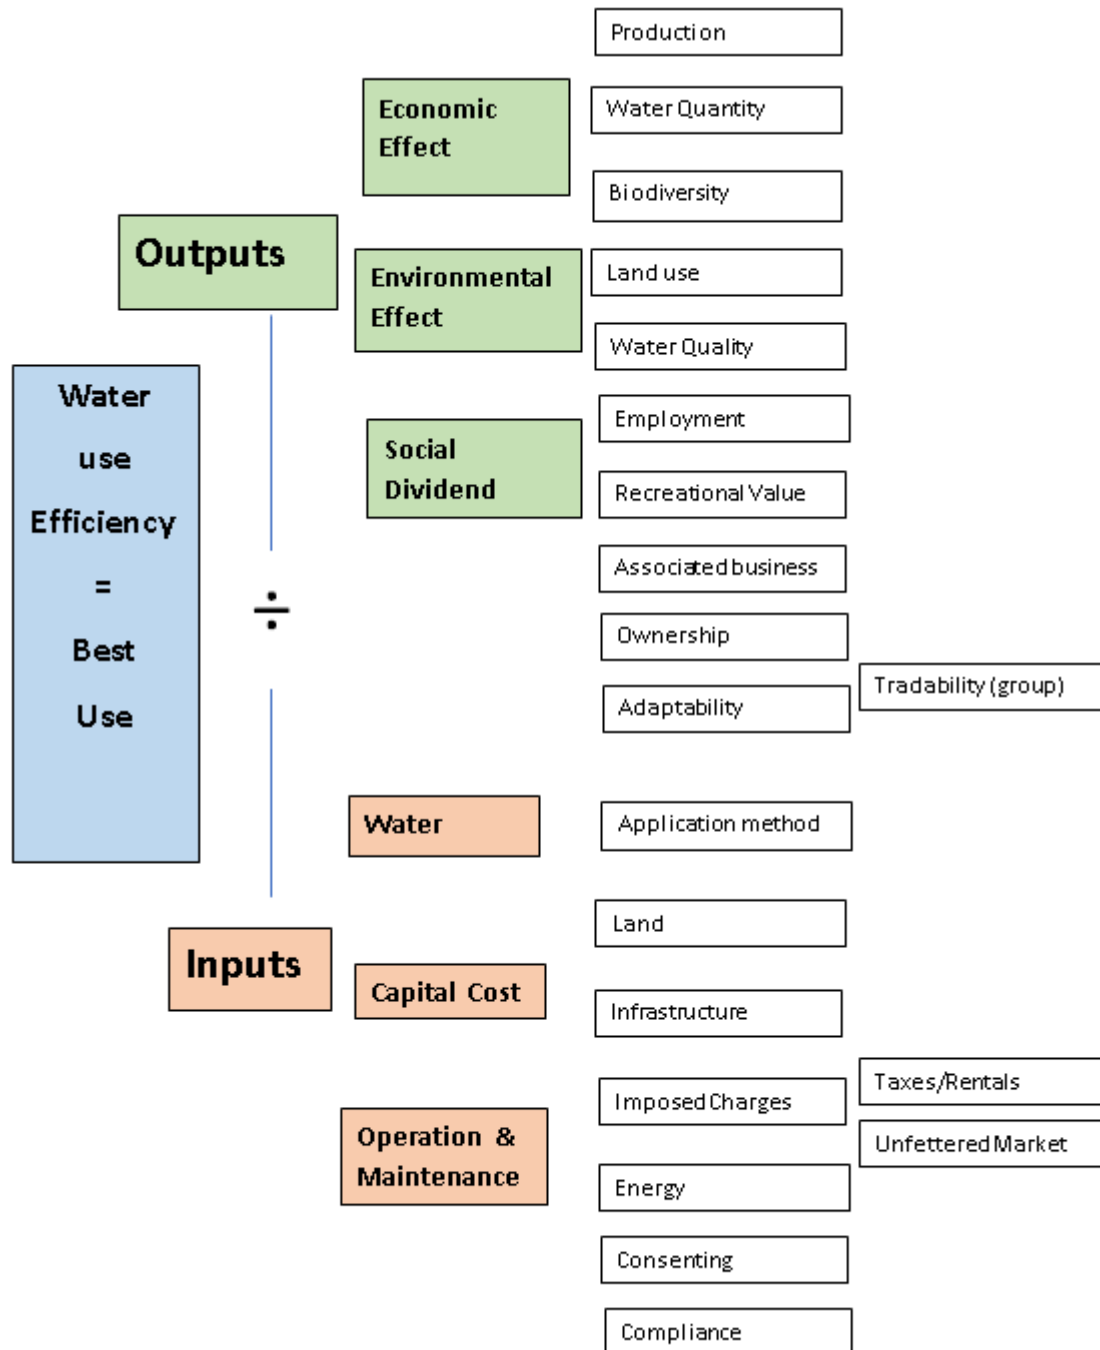 Production
Economic
Effect
Water Quantity
Biodiversity
Outputs
Environmental
Effect
Land use
Water Quality
Water
use
Efficiency
=
Best
Use
Employment
Social
Dividend
Recreational Value
Associated business
÷
Ownership
Tradability (group)
Adaptability
Water
Application method
Land
Inputs
Capital Cost
Infrastructure
Taxes/Rentals
Imposed Charges
Operation &
Maintenance
Unfettered Market
Energy
Consenting
Compliance